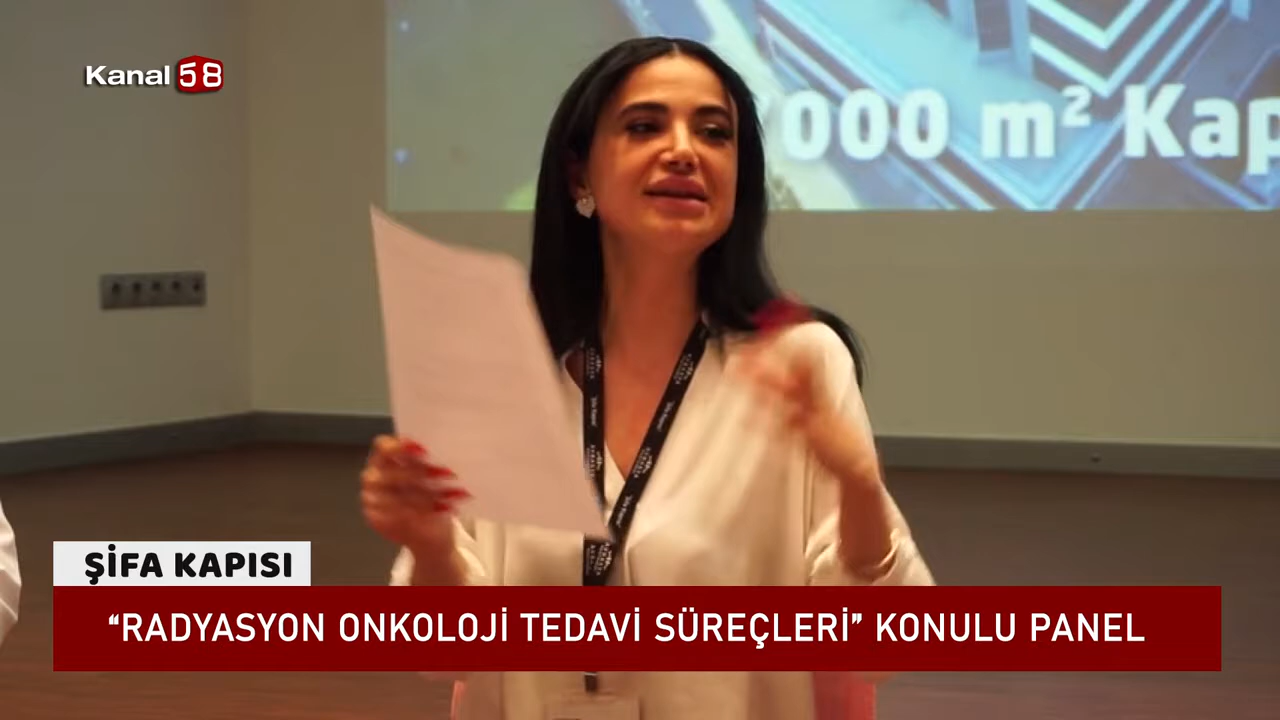 Kanal 58
000 m² Kap
ŞİFA KAPISI
“RADYASYON ONKOLOJİ TEDAVİ SÜREÇLERİ” KONULU PANEL